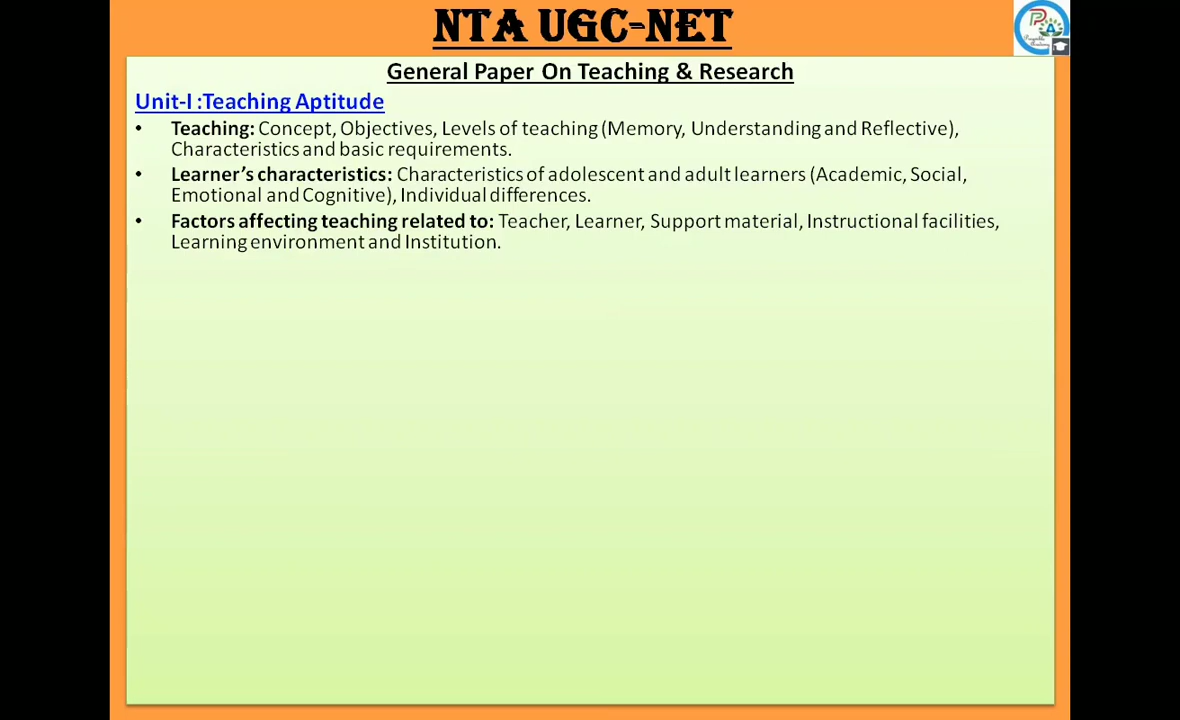 NTA UGC-NET
General Paper On Teaching & Research
Unit-I :Teaching Aptitude
• Teaching: Concept, Objectives, Levels of teaching (Memory, Understanding and Reflective),
Characteristics and basic requirements.
• Learner’s characteristics: Characteristics of adolescent and adult learners (Academic, Social,
Emotional and Cognitive), Individual differences.
• Factors affecting teaching related to: Teacher, Learner, Support material, Instructional facilities,
Learning environment and Institution.